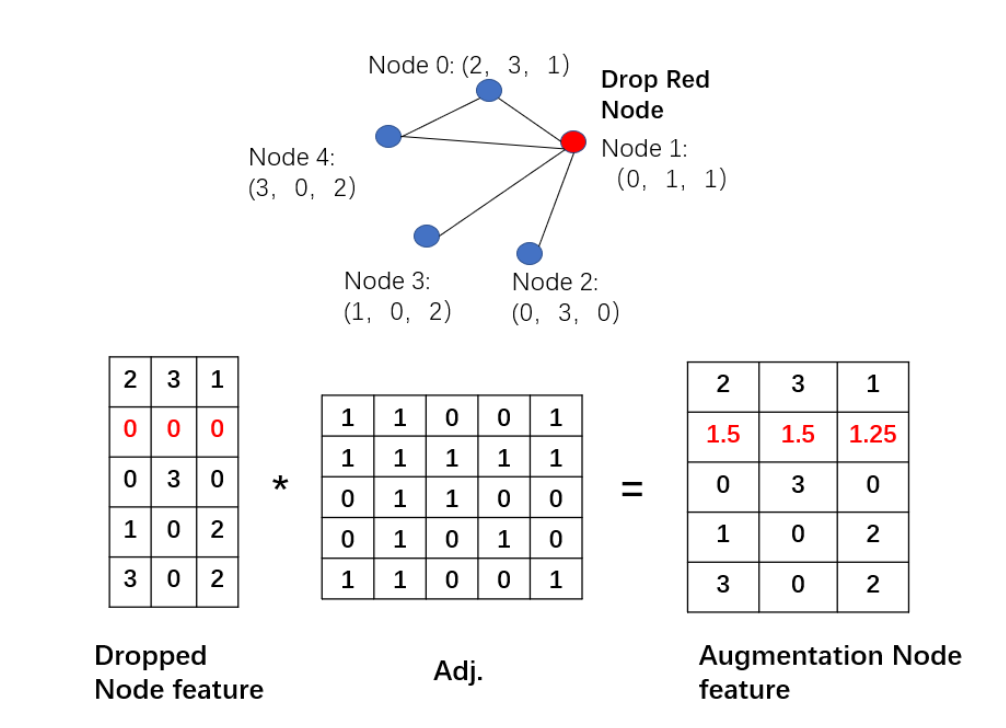 Node 0: (2, 3, 1)
Drop Red
Node
Node 1:
(0, 1, 1)
Node 4:
(3, 0, 2)
Node 3:
(1, 0, 2)
Node 2:
(0, 3, 0)
2 3 1
0 0 0
0 3 0
1 0 2
3 0 2
*
1 1 0 0 1
1 1 1 1 1
0 1 1 0 0
0 1 0 1 0
1 1 0 0 1
=
2 3 1
1.5 1.5 1.25
0 3 0
1 0 2
3 0 2
Dropped
Node feature
Adj.
Augmentation Node
feature